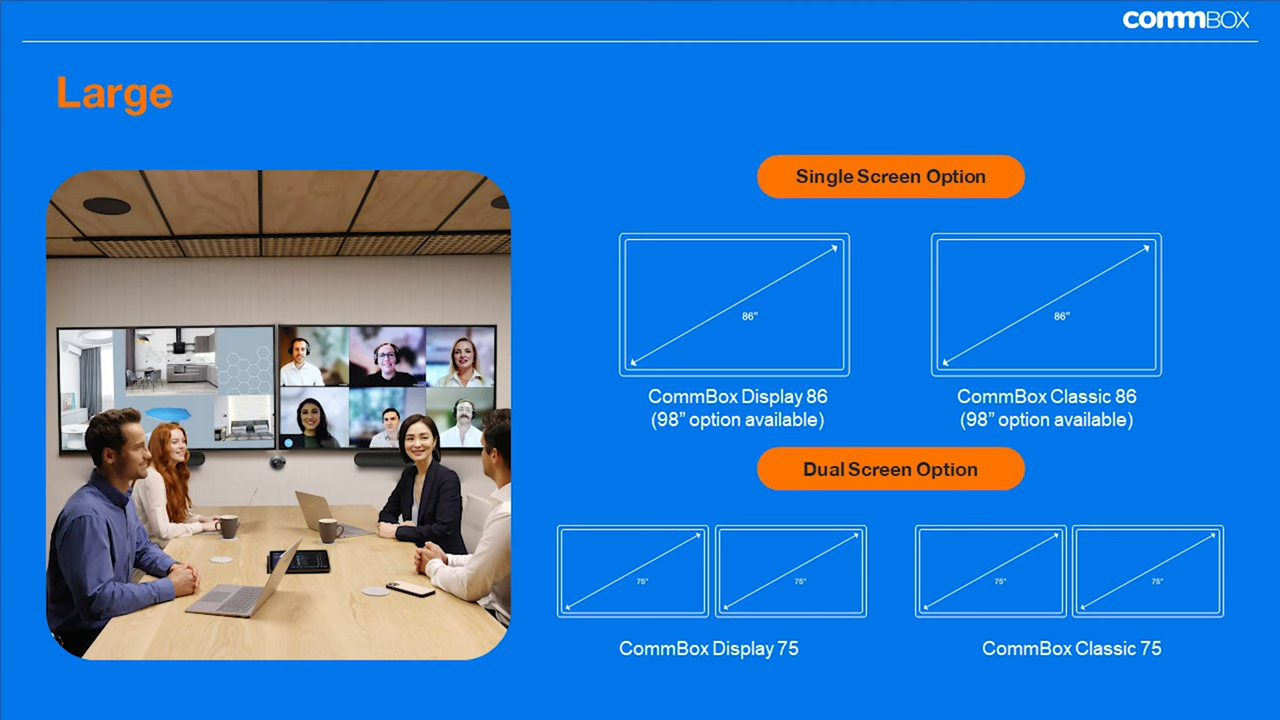 commBOX
Large
Single Screen Option
86”
86”
CommBox Display 86
(98” option available)
CommBox Classic 86
(98” option available)
Dual Screen Option
75”
75”
75”
75”
CommBox Display 75
CommBox Classic 75